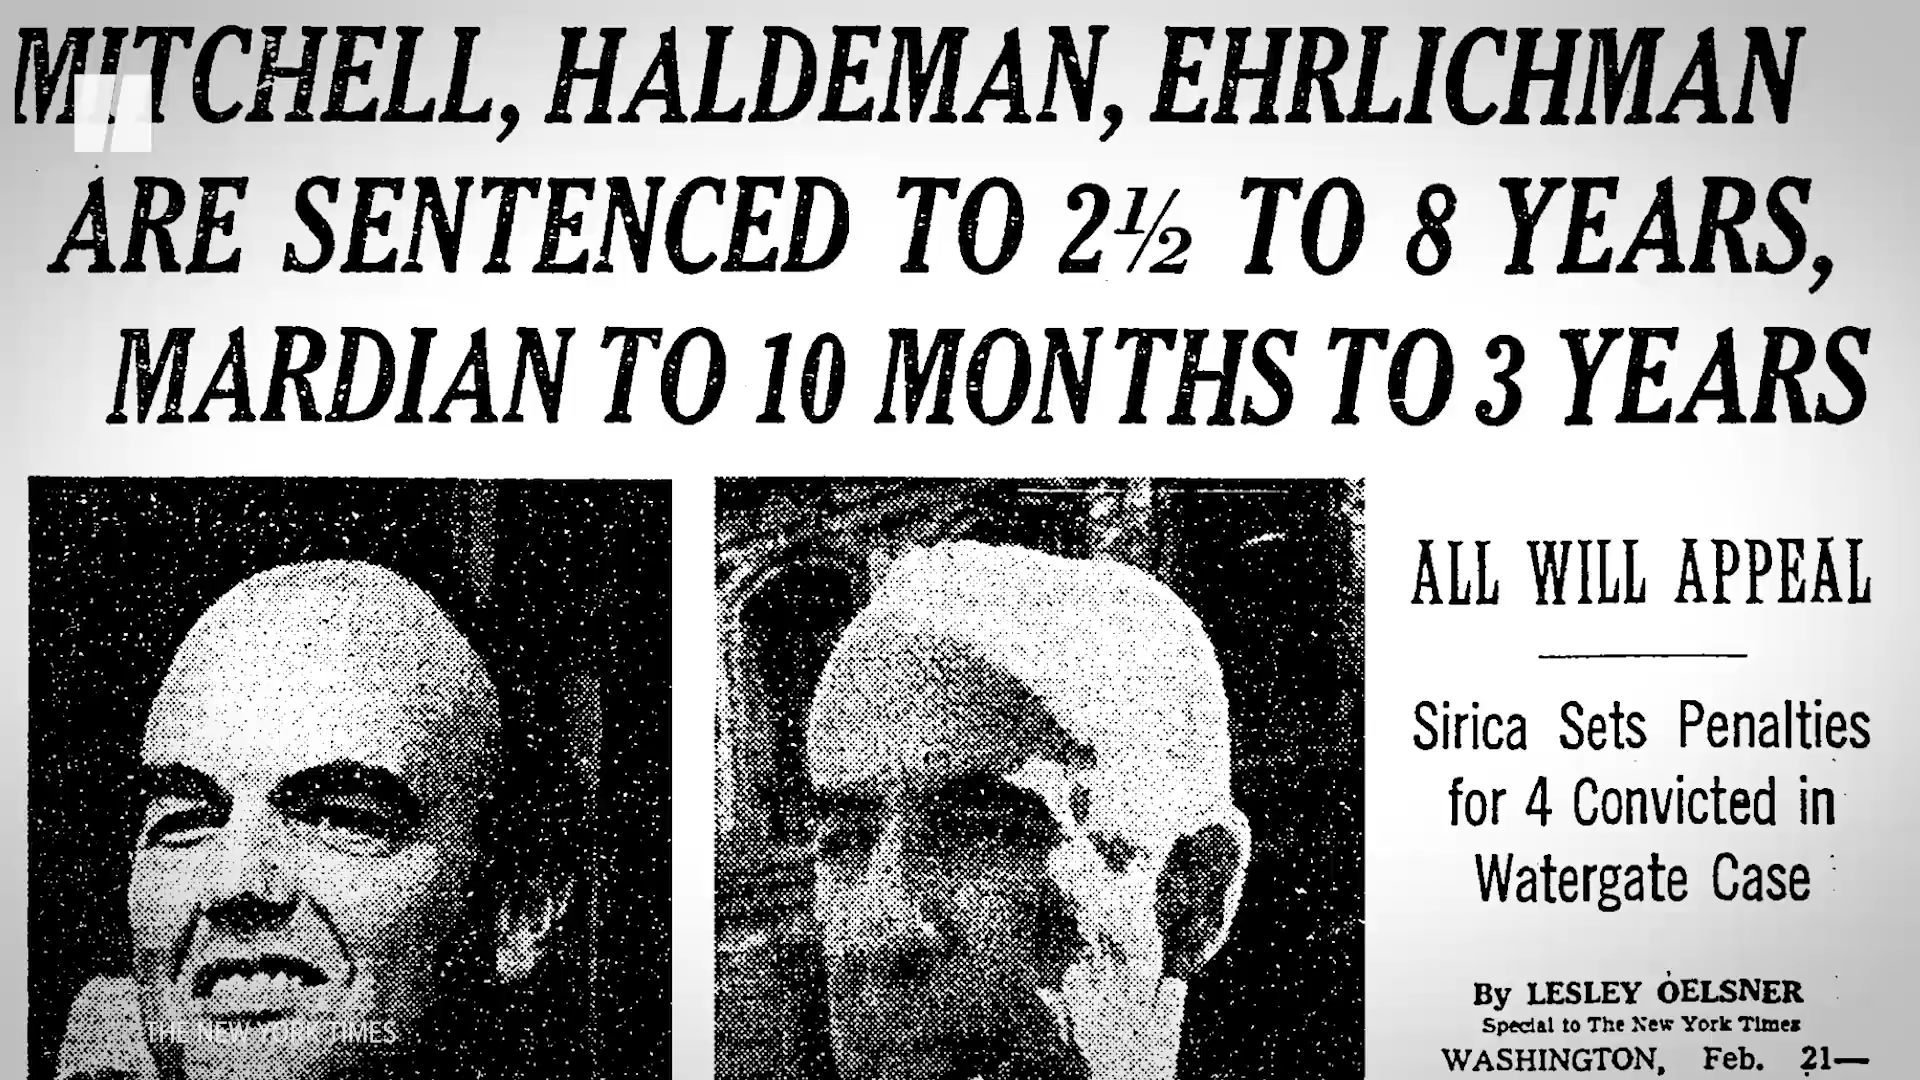 MITCHELL, HALDEMAN, EHRLICHMAN
ARE SENTENCED TO 2½ TO 8 YEARS,
MARDIAN TO 10 MONTHS TO 3 YEARS
ALL WILL APPEAL
Sirica Sets Penalties
for 4 Convicted in
Watergate Case
By LESLEY OELSNER
Special to The New York Times
WASHINGTON, Feb. 21—
THE NEW YORK TIMES